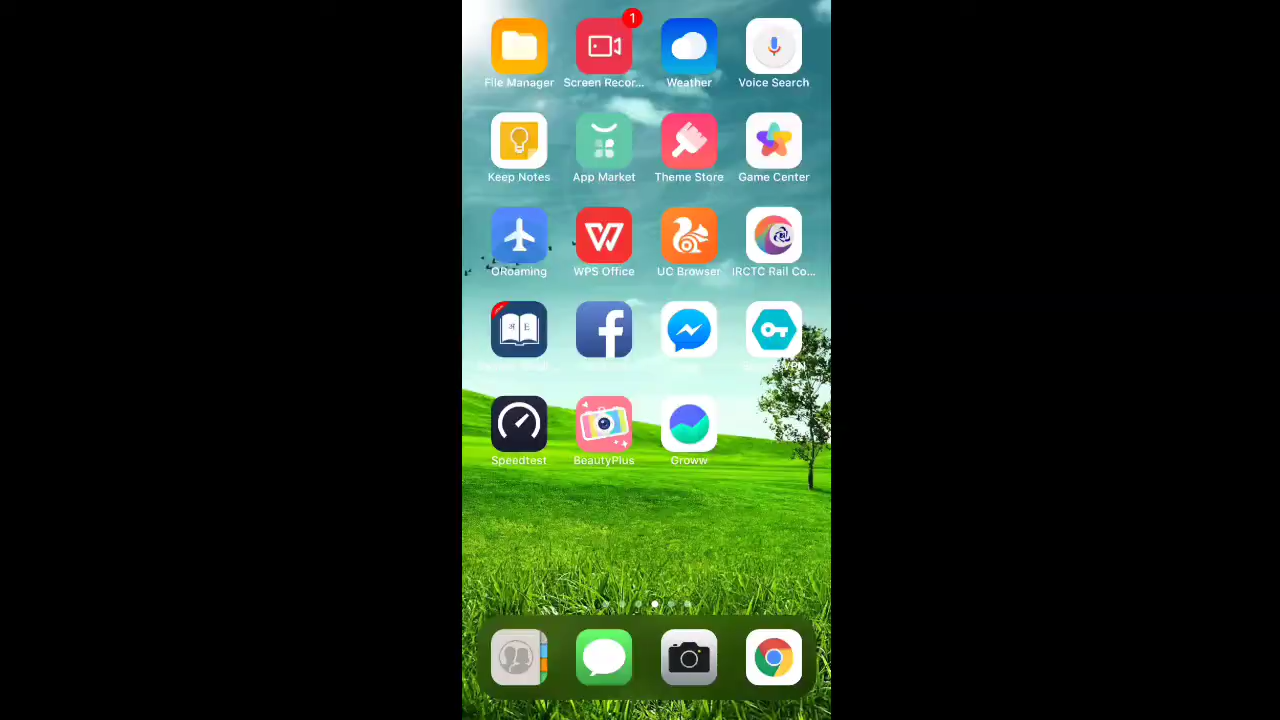 1
File Manager
Screen Recor...
Weather
Voice Search
Keep Notes
App Market
Theme Store
Game Center
ORoaming
WPS Office
UC Browser
IRCTC Rail Co...
Speedtest
BeautyPlus
Groww